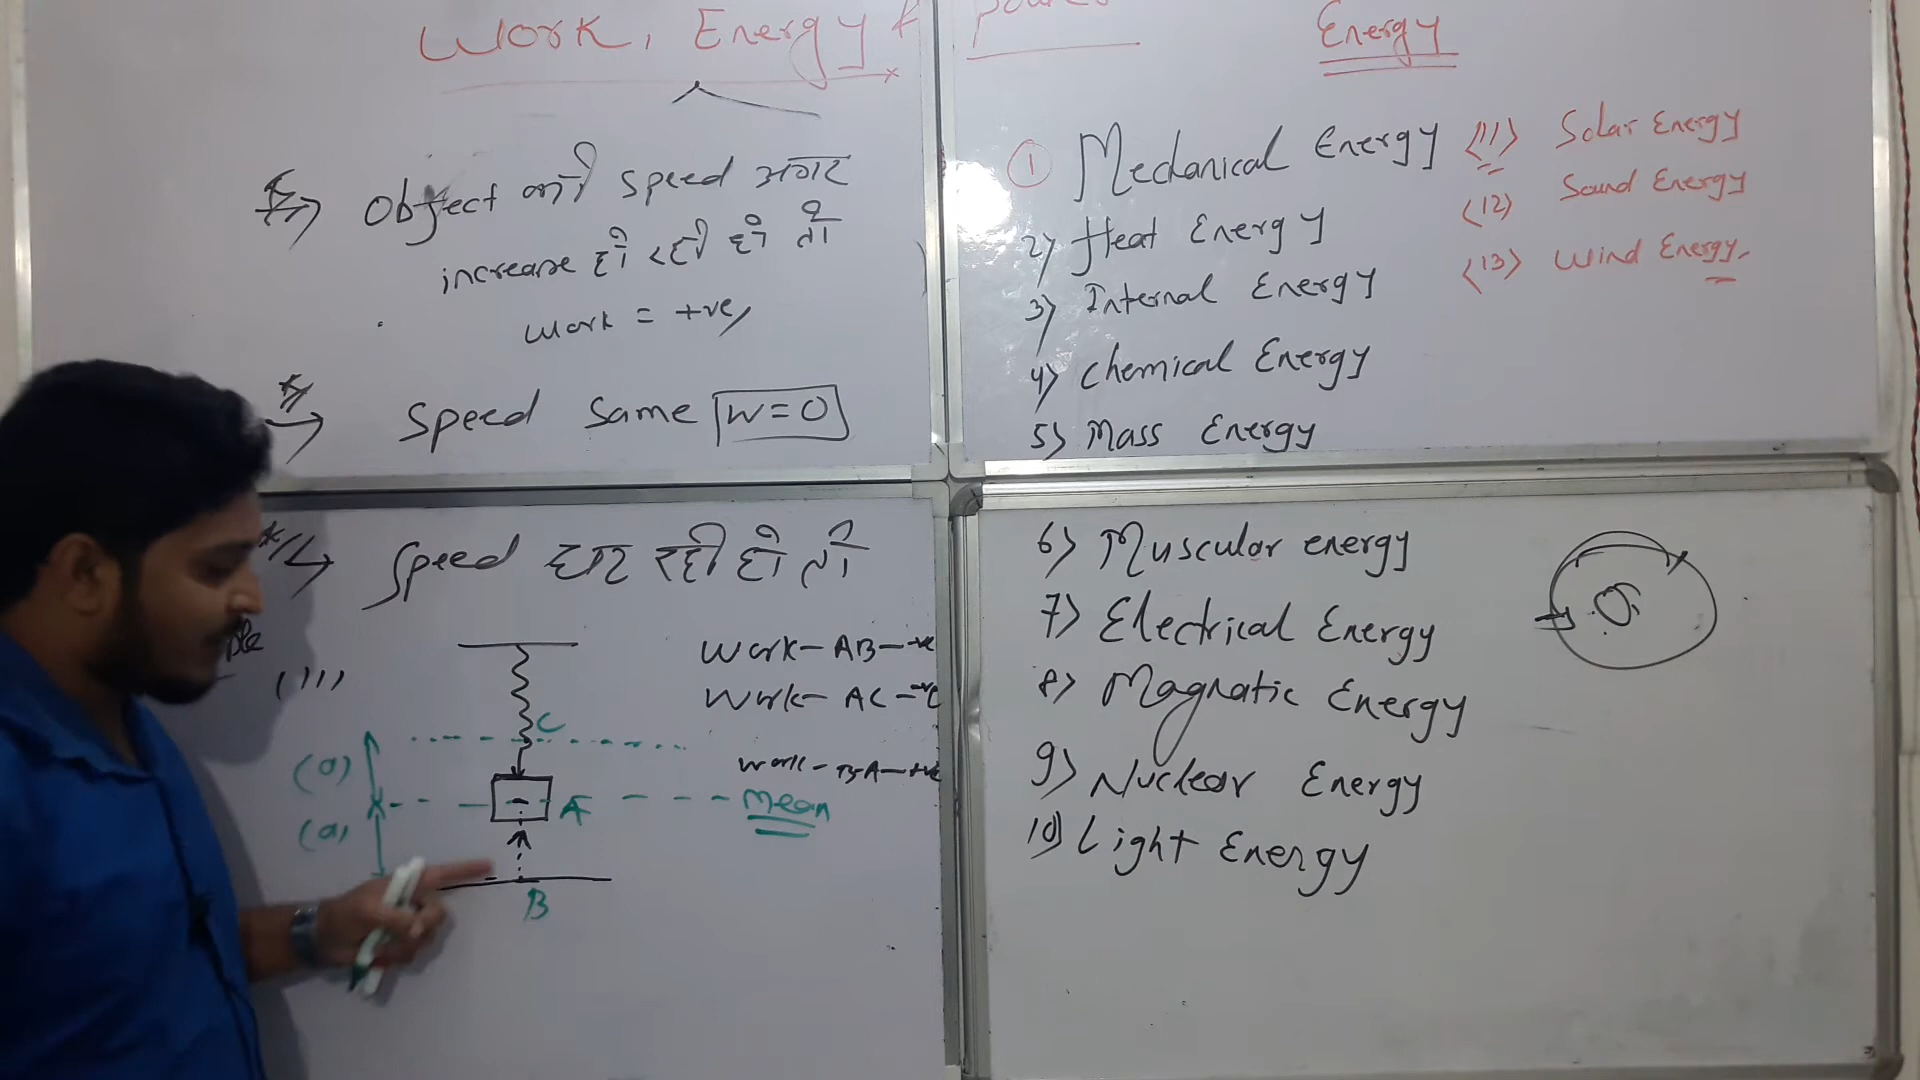 Work, Energy &
Power
Object की speed अगर
increase हो रही हो तो
work = +ve
Speed Same W=0
Speed घट रही हो तो
(111)
Work- AB -ve
Work- AC -ve
Work- BA -+ve
C
(a)
A
Mean
(a)
B
Energy
1 Mechanical Energy
2) Heat Energy
3) Internal Energy
4) Chemical Energy
5) Mass Energy
(11) Solar Energy
(12) Sound Energy
(13) Wind Energy.
6) Muscular energy
7) Electrical Energy
8) Magnatic Energy
9) Nuclear Energy
10) Light Energy